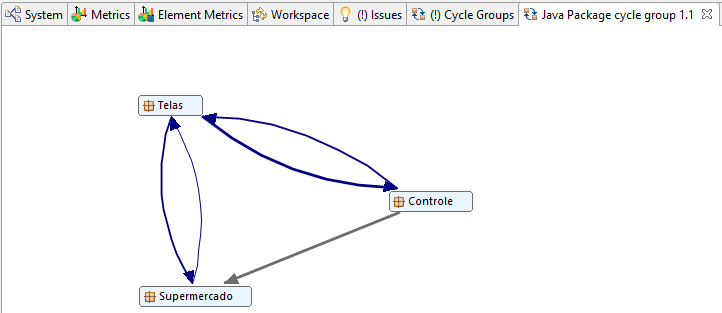 System Metrics Element Metrics Workspace (!) Issues (!) Cycle Groups Java Package cycle group 1.1
Telas
Controle
Supermercado